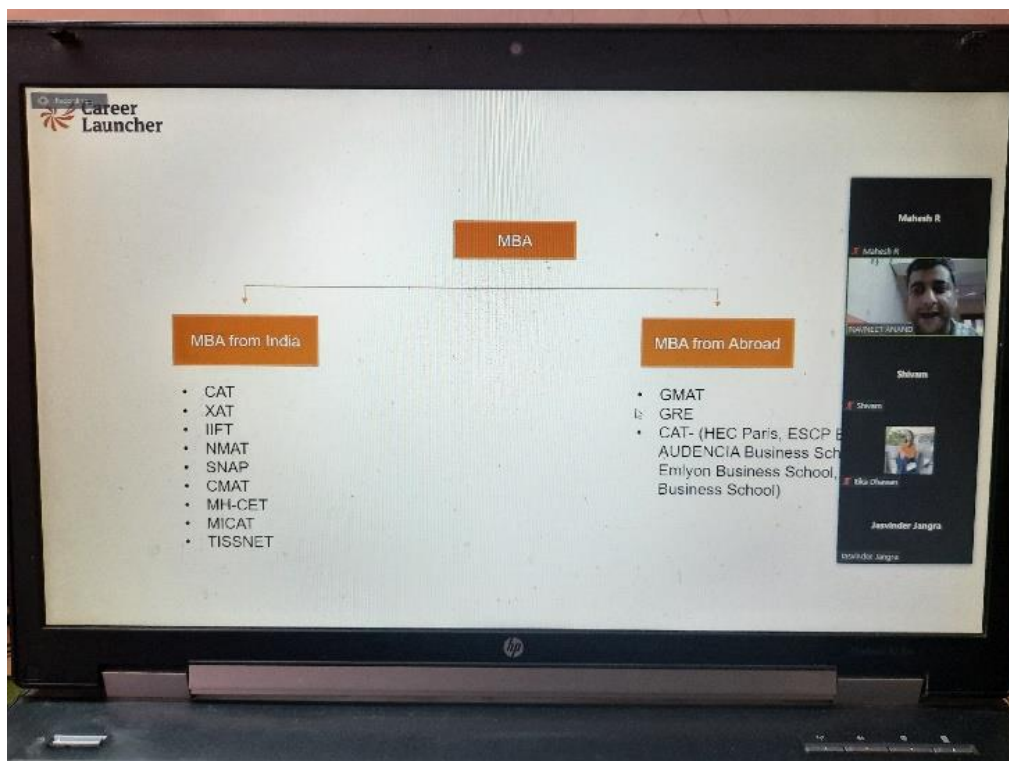 Career
Launcher
MBA
MBA from India
• CAT
• XAT
• IIFT
• NMAT
• SNAP
• CMAT
• MH-CET
• MICAT
• TISSNET
MBA from Abroad
• GMAT
• GRE
• CAT- (HEC Paris, ESCP
AUDENCIA Business Sch
Emlyon Business School,
Business School)
Mahesh R
Mahesh R
NAVNEET ANAND
Shivam
Shivam
Dhawan
Jasvinder Jangra
Jasvinder Jangra
hp